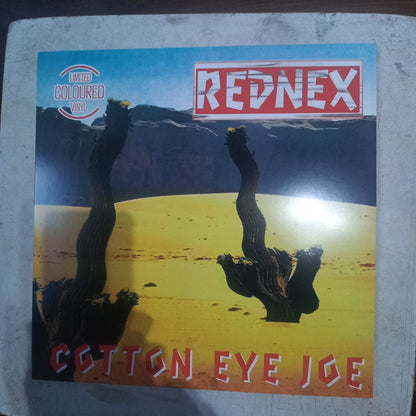 LIMITED
COLOURED
VINYL
REDNEX
COTTON EYE JOE